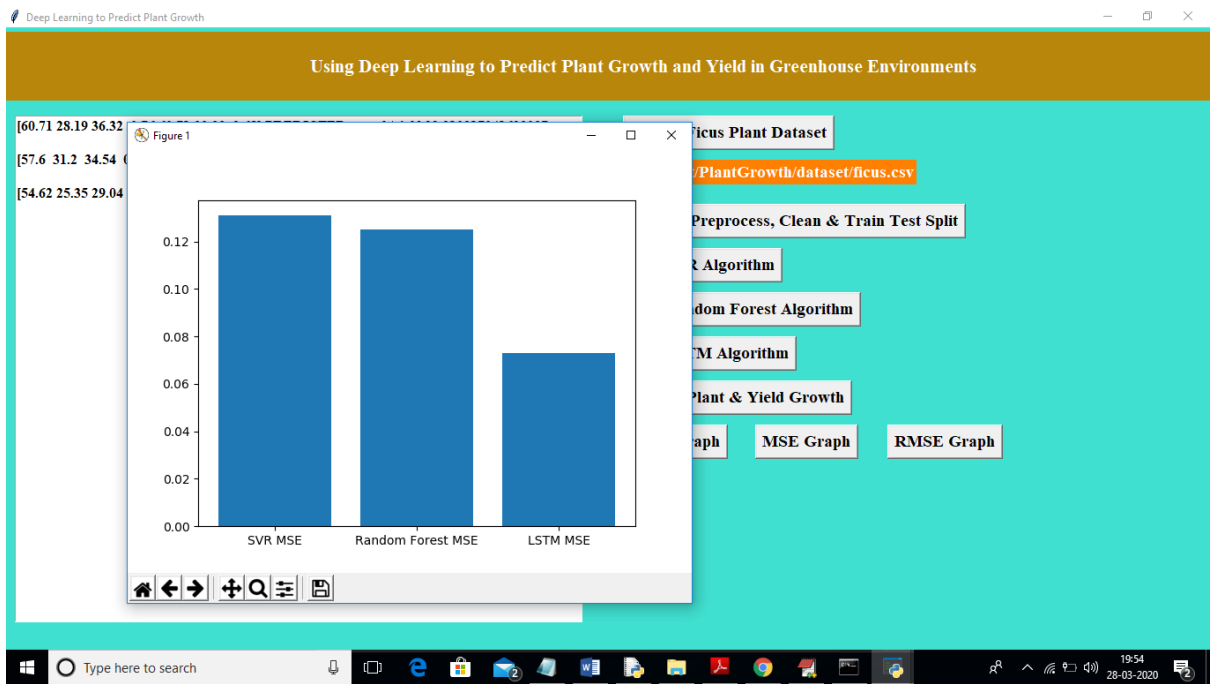 Deep Learning to Predict Plant Growth
Using Deep Learning to Predict Plant Growth and Yield in Greenhouse Environments
[60.71 28.19 36.32
[57.6 31.2 34.54
[54.62 25.35 29.04
Figure 1
0.12
0.10
0.08
0.06
0.04
0.02
0.00
SVR MSE Random Forest MSE LSTM MSE
Ficus Plant Dataset
/PlantGrowth/dataset/ficus.csv
Preprocess, Clean & Train Test Split
R Algorithm
dom Forest Algorithm
TM Algorithm
Plant & Yield Growth
raph MSE Graph RMSE Graph
Type here to search
2
19:54
28-03-2020
2